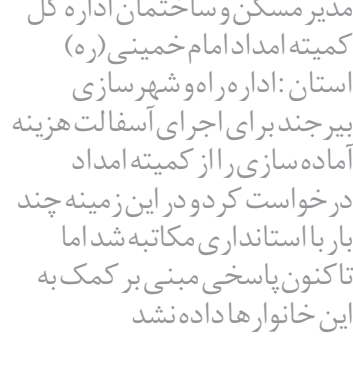 مدیر مسکن و ساختمان اداره کل
کمیته امداد امام خمینی(ره)
استان :اداره راه و شهرسازی
بیرجند برای اجرای آسفالت هزینه
آماده سازی را از کمیته امداد
درخواست کرد و در این زمینه چند
بار با استانداری مکاتبه شد اما
تاکنون پاسخی مبنی بر کمک به
این خانوارها داده نشد